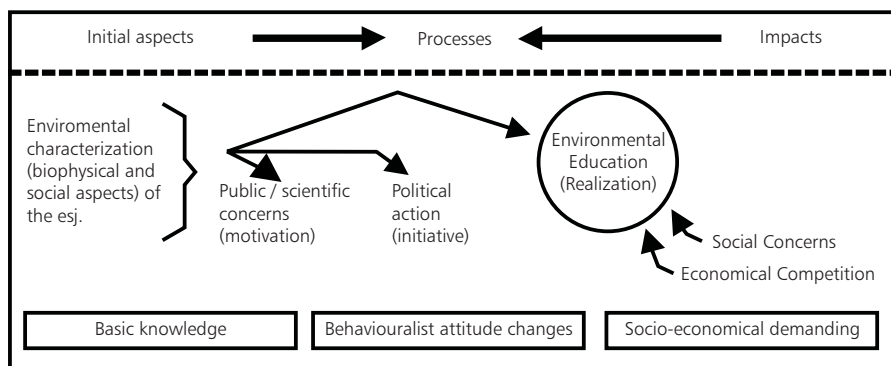 Initial aspects
Processes
Impacts
Enviromental
characterization
(biophysical and
social aspects) of
the esj.
Public / scientific
concerns
(motivation)
Political
action
(initiative)
Environmental
Education
(Realization)
Social Concerns
Economical Competition
Basic knowledge
Behaviouralist attitude changes
Socio-economical demanding